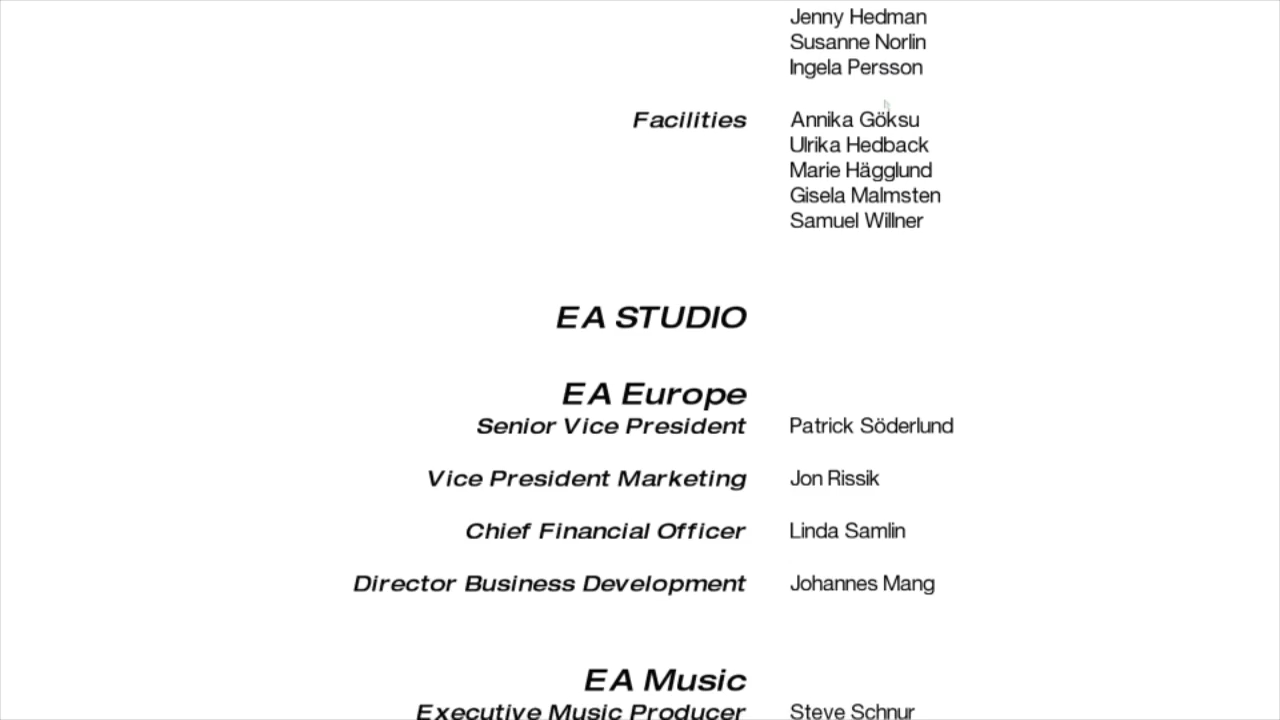 Jenny Hedman
Susanne Norlin
Ingela Persson
Facilities Annika Göksu
Ulrika Hedback
Marie Hägglund
Gisela Malmsten
Samuel Willner
EA STUDIO
EA Europe
Senior Vice President Patrick Söderlund
Vice President Marketing Jon Rissik
Chief Financial Officer Linda Samlin
Director Business Development Johannes Mang
EA Music
Executive Music Producer Steve Schnur